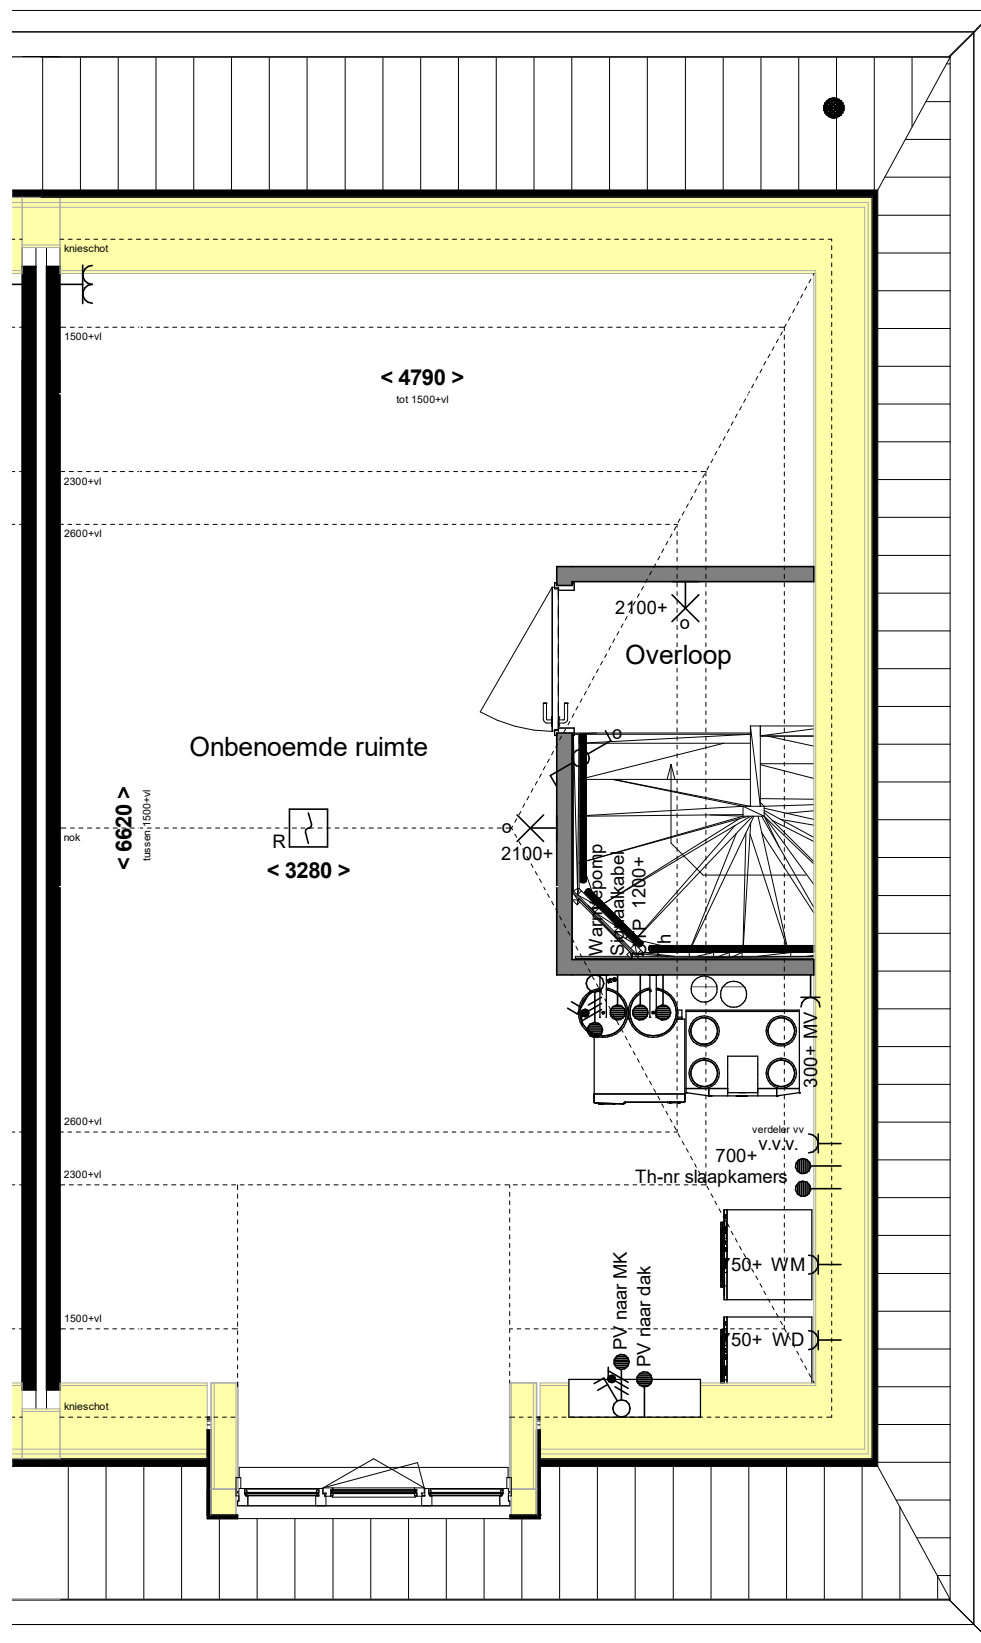 knieschot
1500+vl
< 4790 >
tot 1500+vl
2300+vl
2600+vl
2100+
o
Overloop
o
Onbenoemde ruimte
< 6620 >
tussen 1500+vl
nok
R
< 3280 >
o
2100+
Warmtepomp
Signaalkabel
1200+
h
300+ MV
2600+vl
verdeler vv
v.v.v.
700+
Th-nr slaapkamers
2300+vl
750+ WM
PV naar MK
PV naar dak
1500+vl
750+ WD
knieschot